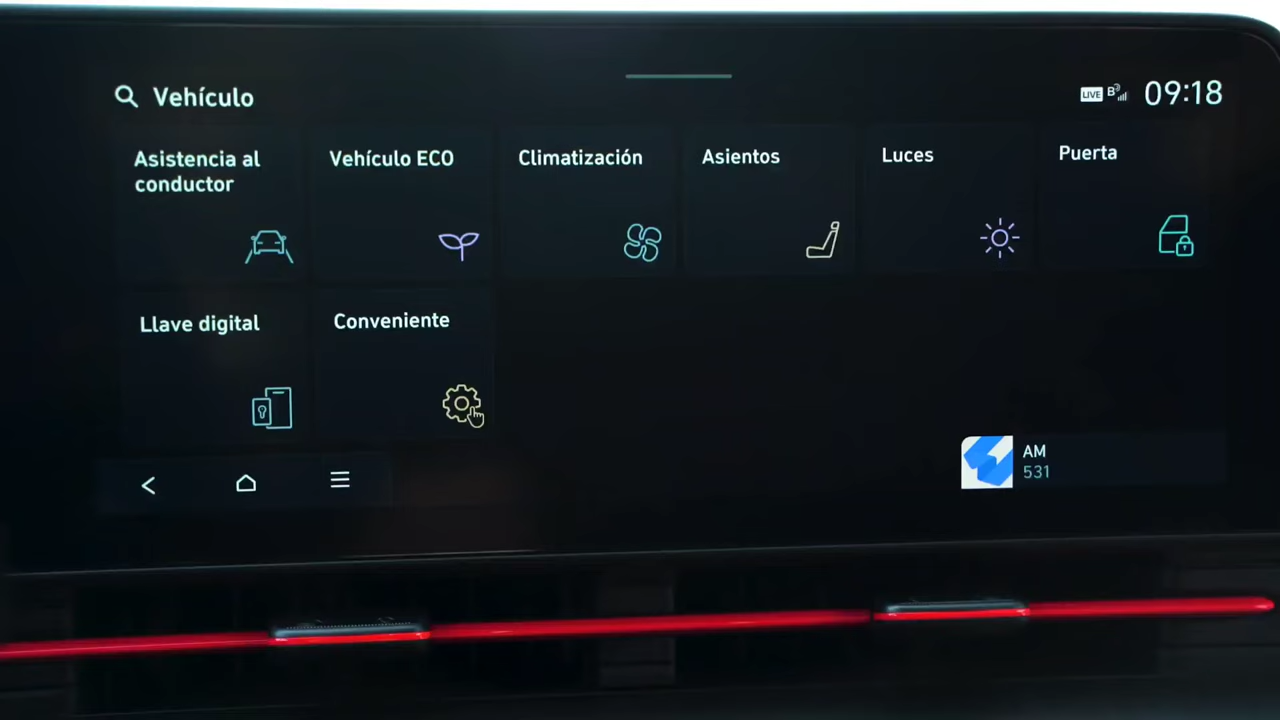 Vehículo
LIVE
B
09:18
Asistencia al
conductor
Vehículo ECO
Climatización
Asientos
Luces
Puerta
Llave digital
Conveniente
AM
531